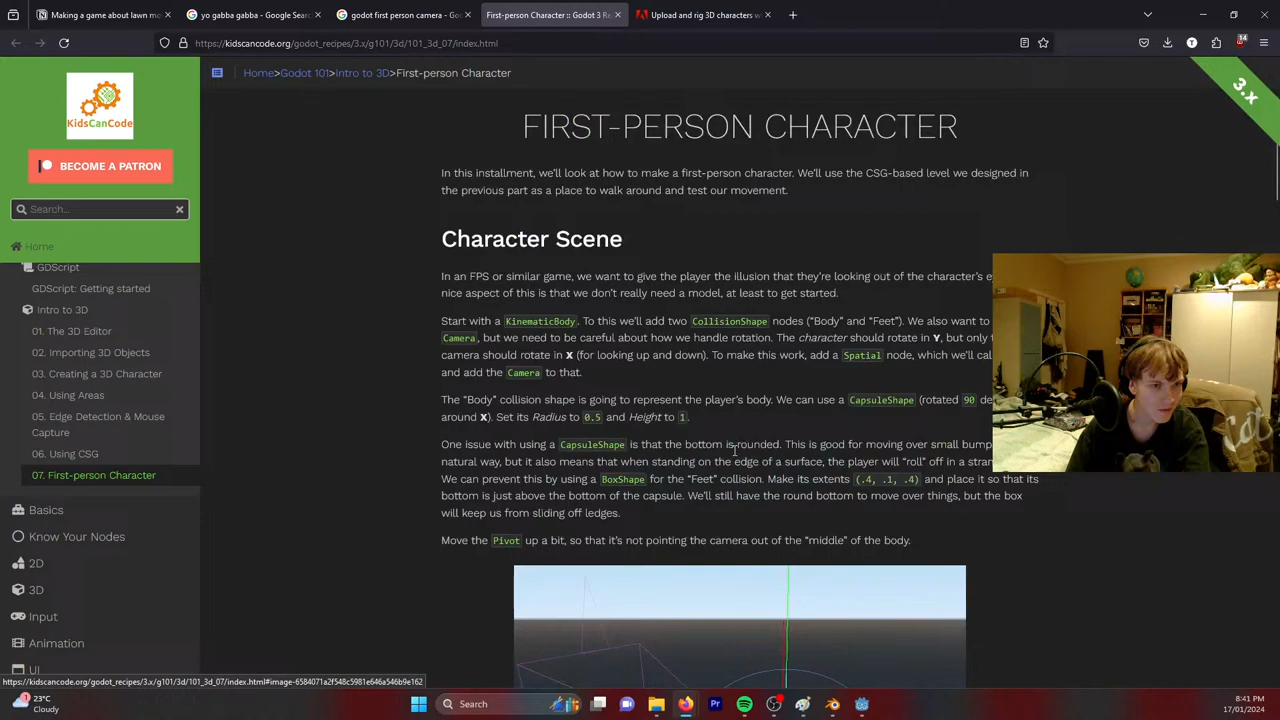 Making a game about lawn m
yo gabba gabba - Google Searc
godot first person camera - Goo
First-person Character :: Godot 3 Re
Upload and rig 3D characters w
https://kidscancode.org/godot_recipes/3.x/g101/3d/101_3d_07/index.html
14
KidsCanCode
BECOME A PATRON
Search...
Home
GDScript
GDScript: Getting started
Intro to 3D
01. The 3D Editor
02. Importing 3D Objects
03. Creating a 3D Character
04. Using Areas
05. Edge Detection & Mouse
Capture
06. Using CSG
07. First-person Character
Basics
Know Your Nodes
2D
3D
Input
Animation
UI
Home>Godot 101>Intro to 3D>First-person Character
3.x
FIRST-PERSON CHARACTER
In this installment, we'll look at how to make a first-person character. We'll use the CSG-based level we designed in
the previous part as a place to walk around and test our movement.
Character Scene
In an FPS or similar game, we want to give the player the illusion that they're looking out of the character's e
nice aspect of this is that we don't really need a model, at least to get started.
Start with a KinematicBody. To this we'll add two CollisionShape nodes ("Body" and "Feet"). We also want to
Camera, but we need to be careful about how we handle rotation. The character should rotate in Y, but only t
camera should rotate in X (for looking up and down). To make this work, add a Spatial node, which we'll cal
and add the Camera to that.
The "Body" collision shape is going to represent the player's body. We can use a CapsuleShape (rotated 90 de
around X). Set its Radius to 0.5 and Height to 1.
One issue with using a CapsuleShape is that the bottom is rounded. This is good for moving over small bump
natural way, but it also means that when standing on the edge of a surface, the player will "roll" off in a stran
We can prevent this by using a BoxShape for the "Feet" collision. Make its extents (.4, .1, .4) and place it so that its
bottom is just above the bottom of the capsule. We'll still have the round bottom to move over things, but the box
will keep us from sliding off ledges.
Move the Pivot up a bit, so that it's not pointing the camera out of the "middle" of the body.
https://kidscancode.org/godot_recipes/3.x/g101/3d/101_3d_07/index.html#image-6584071a2f548c5981e646a546b9e162
23°C
Cloudy
Search
8:41 PM
17/01/2024